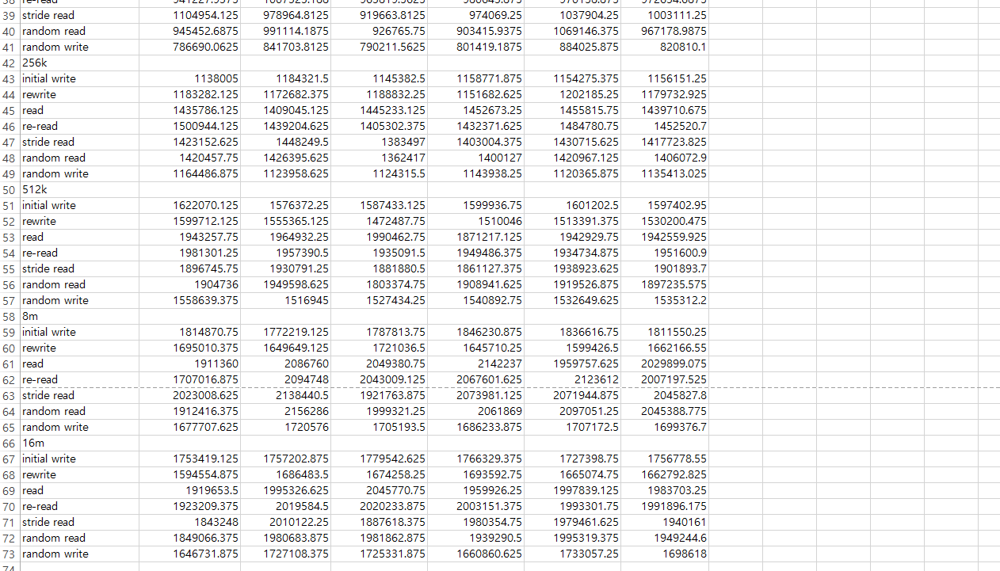 39 stride read 1104954.125 978964.8125 919663.8125 974069.25 1037904.25 1003111.25
40 random read 945452.6875 991114.1875 926765.75 903415.9375 1069146.375 967178.9875
41 random write 786690.0625 841703.8125 790211.5625 801419.1875 884025.875 820810.1
42 256k
43 initial write 1138005 1184321.5 1145382.5 1158771.875 1154275.375 1156151.25
44 rewrite 1183282.125 1172682.375 1188832.25 1151682.625 1202185.25 1179732.925
45 read 1435786.125 1409045.125 1445233.125 1452673.25 1455815.75 1439710.675
46 re-read 1500944.125 1439204.625 1405302.375 1432371.625 1484780.75 1452520.7
47 stride read 1423152.625 1448249.5 1383497 1403004.375 1430715.625 1417723.825
48 random read 1420457.75 1426395.625 1362417 1400127 1420967.125 1406072.9
49 random write 1164486.875 1123958.625 1124315.5 1143938.25 1120365.875 1135413.025
50 512k
51 initial write 1622070.125 1576372.25 1587433.125 1599936.75 1601202.5 1597402.95
52 rewrite 1599712.125 1555365.125 1472487.75 1510046 1513391.375 1530200.475
53 read 1943257.75 1964932.25 1990462.75 1871217.125 1942929.75 1942559.925
54 re-read 1981301.25 1957390.5 1935091.5 1949486.375 1934734.875 1951600.9
55 stride read 1896745.75 1930791.25 1881880.5 1861127.375 1938923.625 1901893.7
56 random read 1904736 1949598.625 1803374.75 1908941.625 1919526.875 1897235.575
57 random write 1558639.375 1516945 1527434.25 1540892.75 1532649.625 1535312.2
58 8m
59 initial write 1814870.75 1772219.125 1787813.75 1846230.875 1836616.75 1811550.25
60 rewrite 1695010.375 1649649.125 1721036.5 1645710.25 1599426.5 1662166.55
61 read 1911360 2086760 2049380.75 2142237 1959757.625 2029899.075
62 re-read 1707016.875 2094748 2043009.125 2067601.625 2123612 2007197.525
63 stride read 2023008.625 2138440.5 1921763.875 2073981.125 2071944.875 2045827.8
64 random read 1912416.375 2156286 1999321.25 2061869 2097051.25 2045388.775
65 random write 1677707.625 1720576 1705193.5 1686233.875 1707172.5 1699376.7
66 16m
67 initial write 1753419.125 1757202.875 1779542.625 1766329.375 1727398.75 1756778.55
68 rewrite 1594554.875 1686483.5 1674258.25 1693592.75 1665074.75 1662792.825
69 read 1919653.5 1995326.625 2045770.75 1959926.25 1997839.125 1983703.25
70 re-read 1923209.375 2019584.5 2020233.875 2003151.375 1993301.75 1991896.175
71 stride read 1843248 2010122.25 1887618.375 1980354.75 1979461.625 1940161
72 random read 1849066.375 1980683.875 1981862.875 1939290.5 1995319.375 1949244.6
73 random write 1646731.875 1727108.375 1725331.875 1660860.625 1733057.25 1698618
74